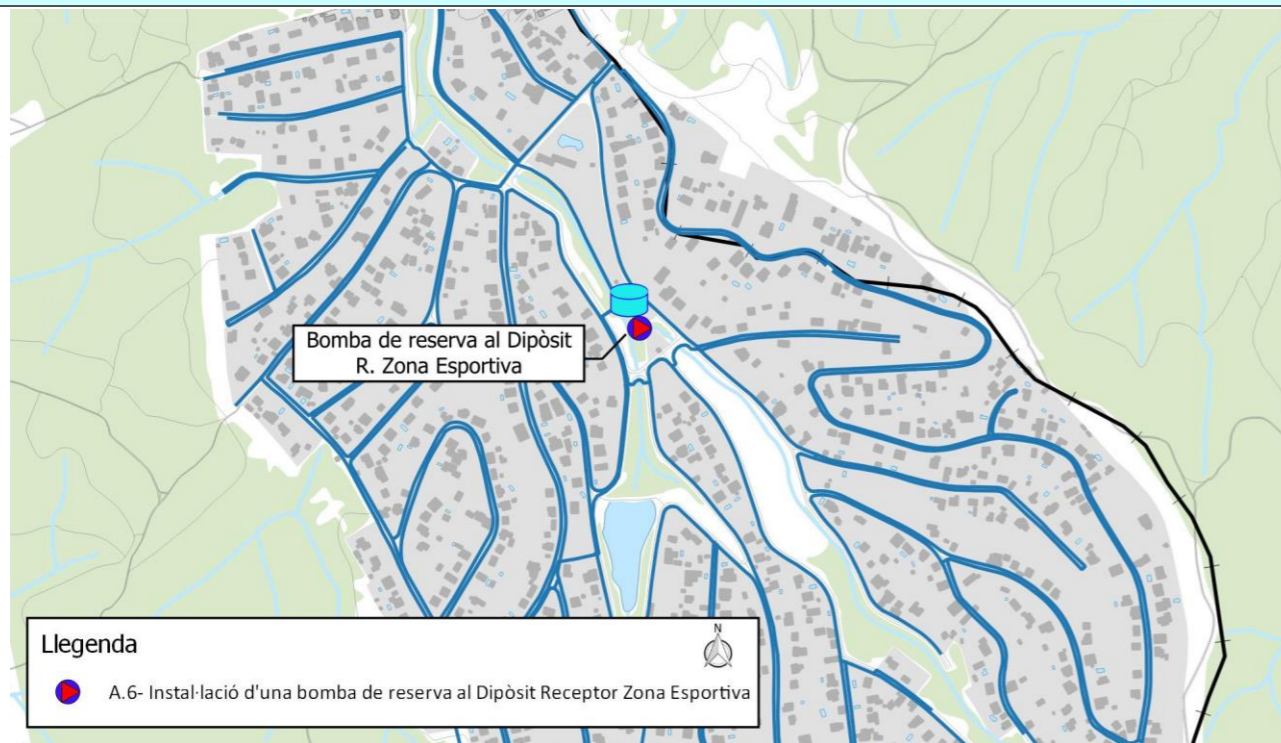 Bomba de reserva al Dipòsit
R. Zona Esportiva
Llegenda
N
A.6- Instal·lació d'una bomba de reserva al Dipòsit Receptor Zona Esportiva